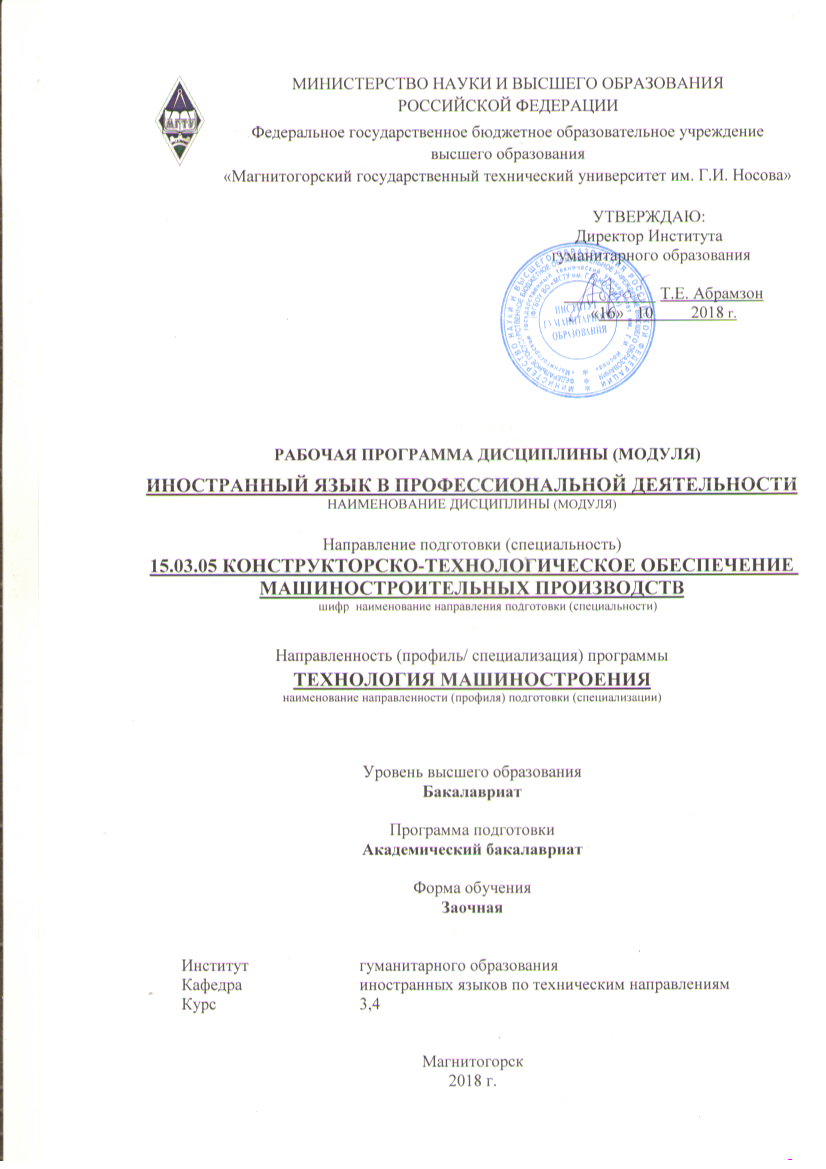 МГТУ
МИНИСТЕРСТВО НАУКИ И ВЫСШЕГО ОБРАЗОВАНИЯ
РОССИЙСКОЙ ФЕДЕРАЦИИ
Федеральное государственное бюджетное образовательное учреждение
высшего образования
«Магнитогорский государственный технический университет им. Г.И. Носова»
УТВЕРЖДАЮ:
Директор Института
гуманитарного образования
Т.Е. Абрамзон
«16» 10 2018 г.
ИНСТИТУТ
ГУМАНИТАРНОГО
ОБРАЗОВАНИЯ
РАБОЧАЯ ПРОГРАММА ДИСЦИПЛИНЫ (МОДУЛЯ)
ИНОСТРАННЫЙ ЯЗЫК В ПРОФЕССИОНАЛЬНОЙ ДЕЯТЕЛЬНОСТИ
НАИМЕНОВАНИЕ ДИСЦИПЛИНЫ (МОДУЛЯ)
Направление подготовки (специальность)
15.03.05 КОНСТРУКТОРСКО-ТЕХНОЛОГИЧЕСКОЕ ОБЕСПЕЧЕНИЕ
МАШИНОСТРОИТЕЛЬНЫХ ПРОИЗВОДСТВ
шифр наименование направления подготовки (специальности)
Направленность (профиль/ специализация) программы
ТЕХНОЛОГИЯ МАШИНОСТРОЕНИЯ
наименование направленности (профиля) подготовки (специализации)
Уровень высшего образования
Бакалавриат
Программа подготовки
Академический бакалавриат
Форма обучения
Заочная
Институт гуманитарного образования
Кафедра иностранных языков по техническим направлениям
Курс 3,4
Магнитогорск
2018 г.